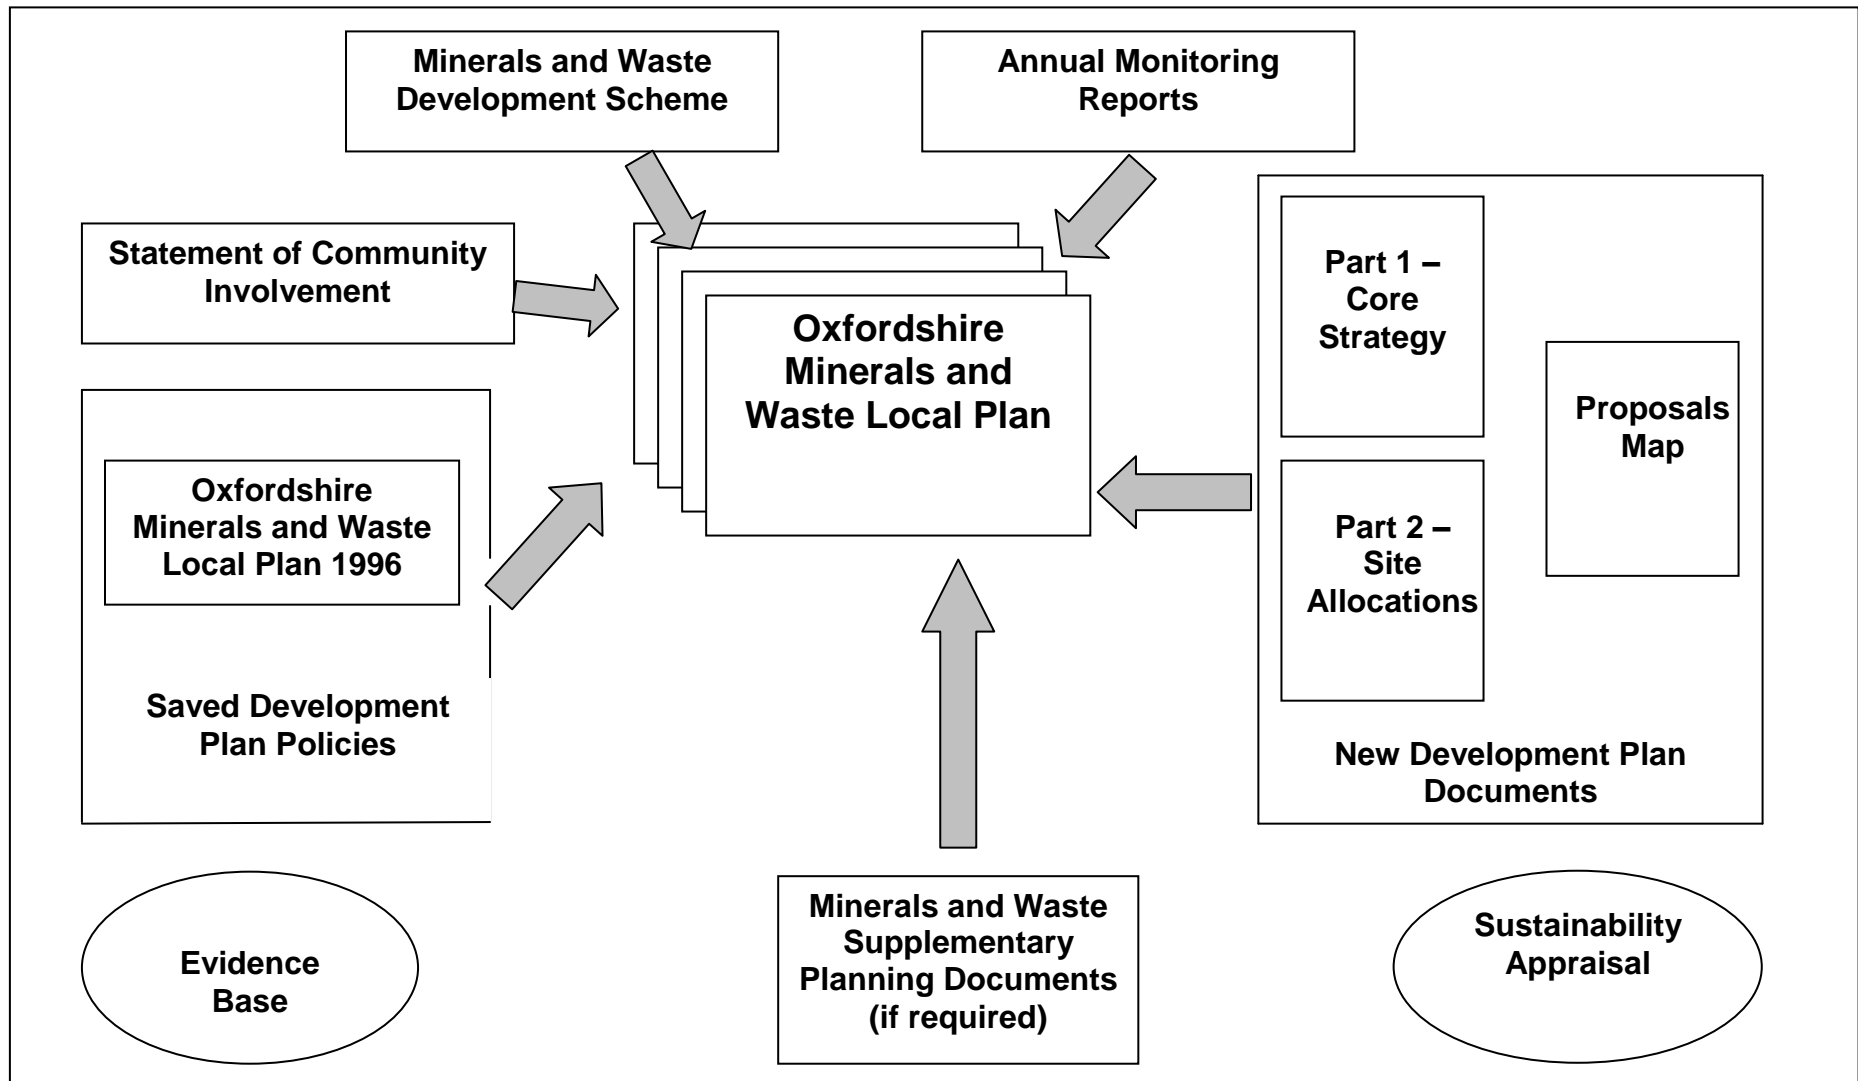 Minerals and Waste
Development Scheme
Annual Monitoring
Reports
Statement of Community
Involvement
Oxfordshire
Minerals and
Waste Local Plan
Part 1 –
Core
Strategy
Proposals
Map
Oxfordshire
Minerals and Waste
Local Plan 1996
Part 2 –
Site
Allocations
Saved Development
Plan Policies
New Development Plan
Documents
Evidence
Base
Minerals and Waste
Supplementary
Planning Documents
(if required)
Sustainability
Appraisal